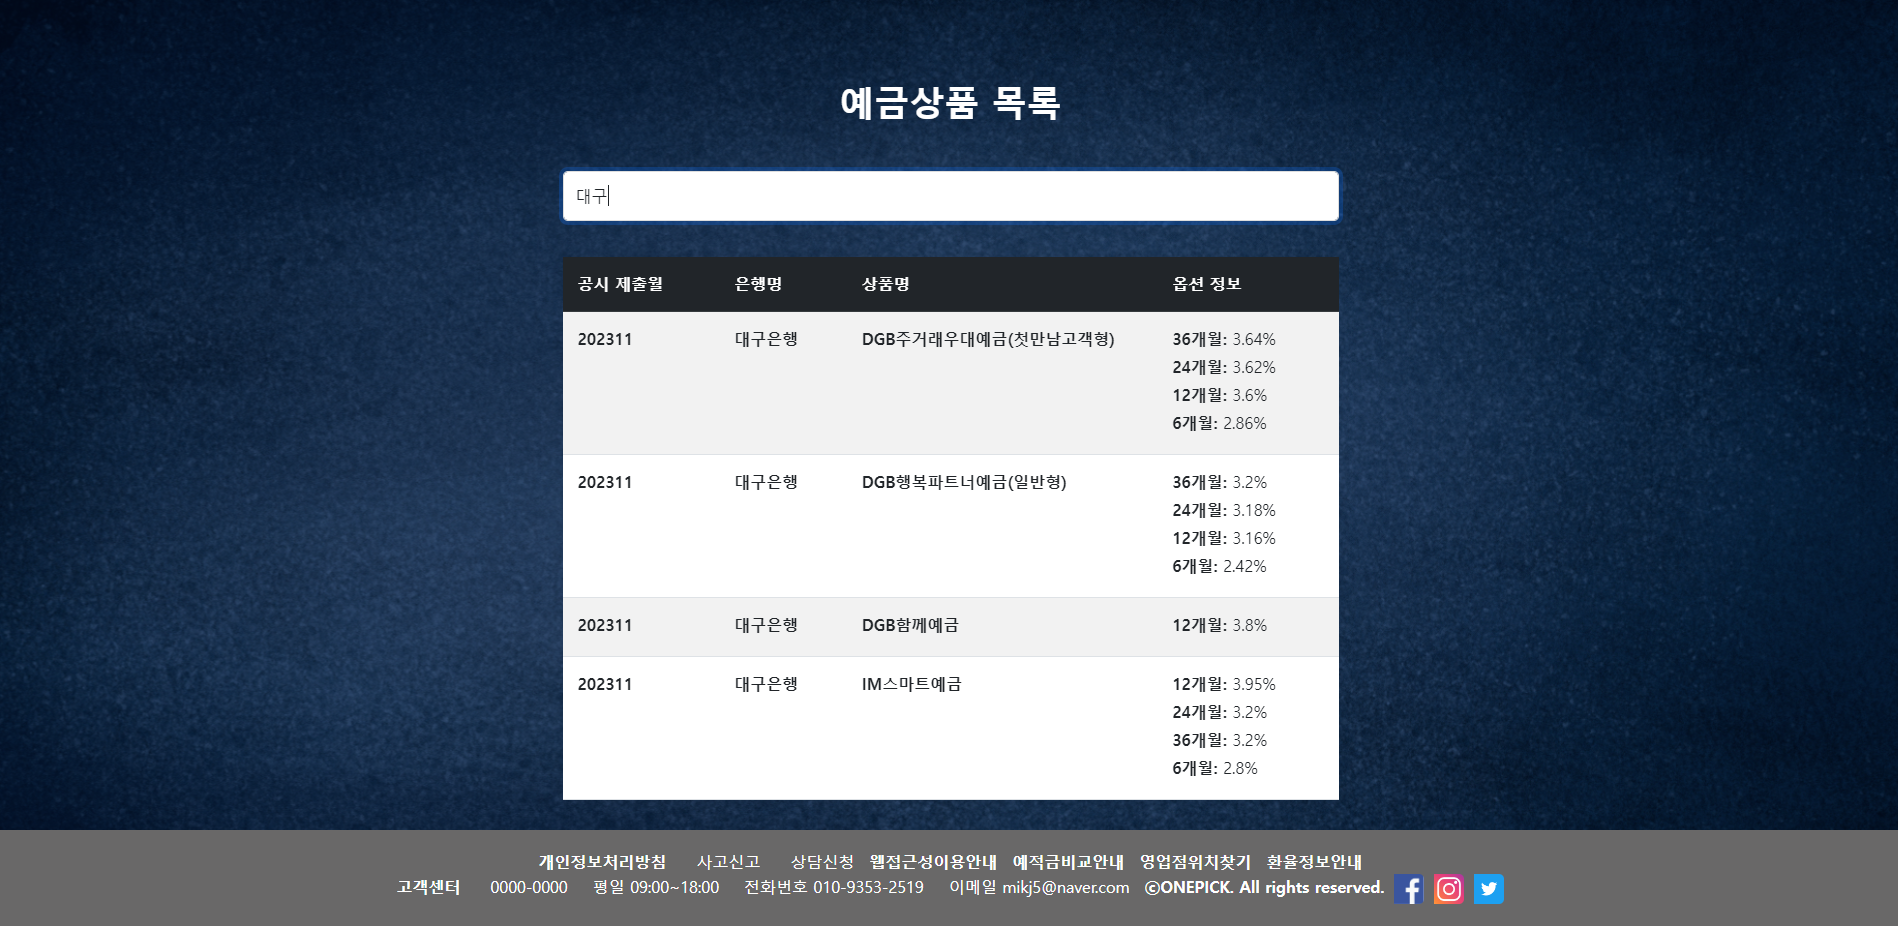 예금상품 목록
대구
공시 제출월 은행명 상품명 옵션 정보
202311 대구은행 DGB주거래우대예금(첫만남고객형) 36개월: 3.64%
24개월: 3.62%
12개월: 3.6%
6개월: 2.86%
202311 대구은행 DGB행복파트너예금(일반형) 36개월: 3.2%
24개월: 3.18%
12개월: 3.16%
6개월: 2.42%
202311 대구은행 DGB함께예금 12개월: 3.8%
202311 대구은행 IM스마트예금 12개월: 3.95%
24개월: 3.2%
36개월: 3.2%
6개월: 2.8%
개인정보처리방침 사고신고 상담신청 웹접근성이용안내 예적금비교안내 영업점위치찾기 환율정보안내
고객센터 0000-0000 평일 09:00~18:00 전화번호 010-9353-2519 이메일 mikj5@naver.com ⓒONEPICK. All rights reserved.